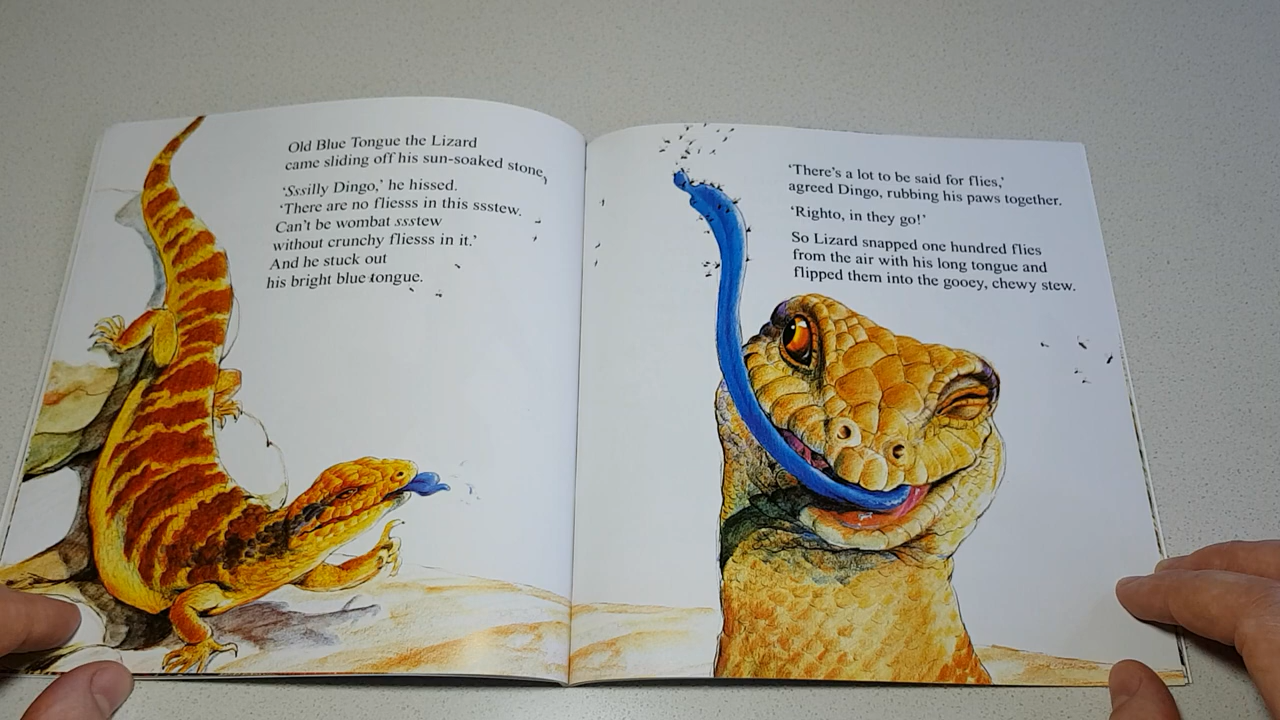 Old Blue Tongue the Lizard
came sliding off his sun-soaked stone.
‘Sssilly Dingo,’ he hissed.
‘There are no fliesss in this ssstew.
Can't be wombat ssstew
without crunchy fliesss in it.’
And he stuck out
his bright blue tongue.
‘There's a lot to be said for flies,’
agreed Dingo, rubbing his paws together.
‘Righto, in they go!’
So Lizard snapped one hundred flies
from the air with his long tongue and
flipped them into the gooey, chewy stew.